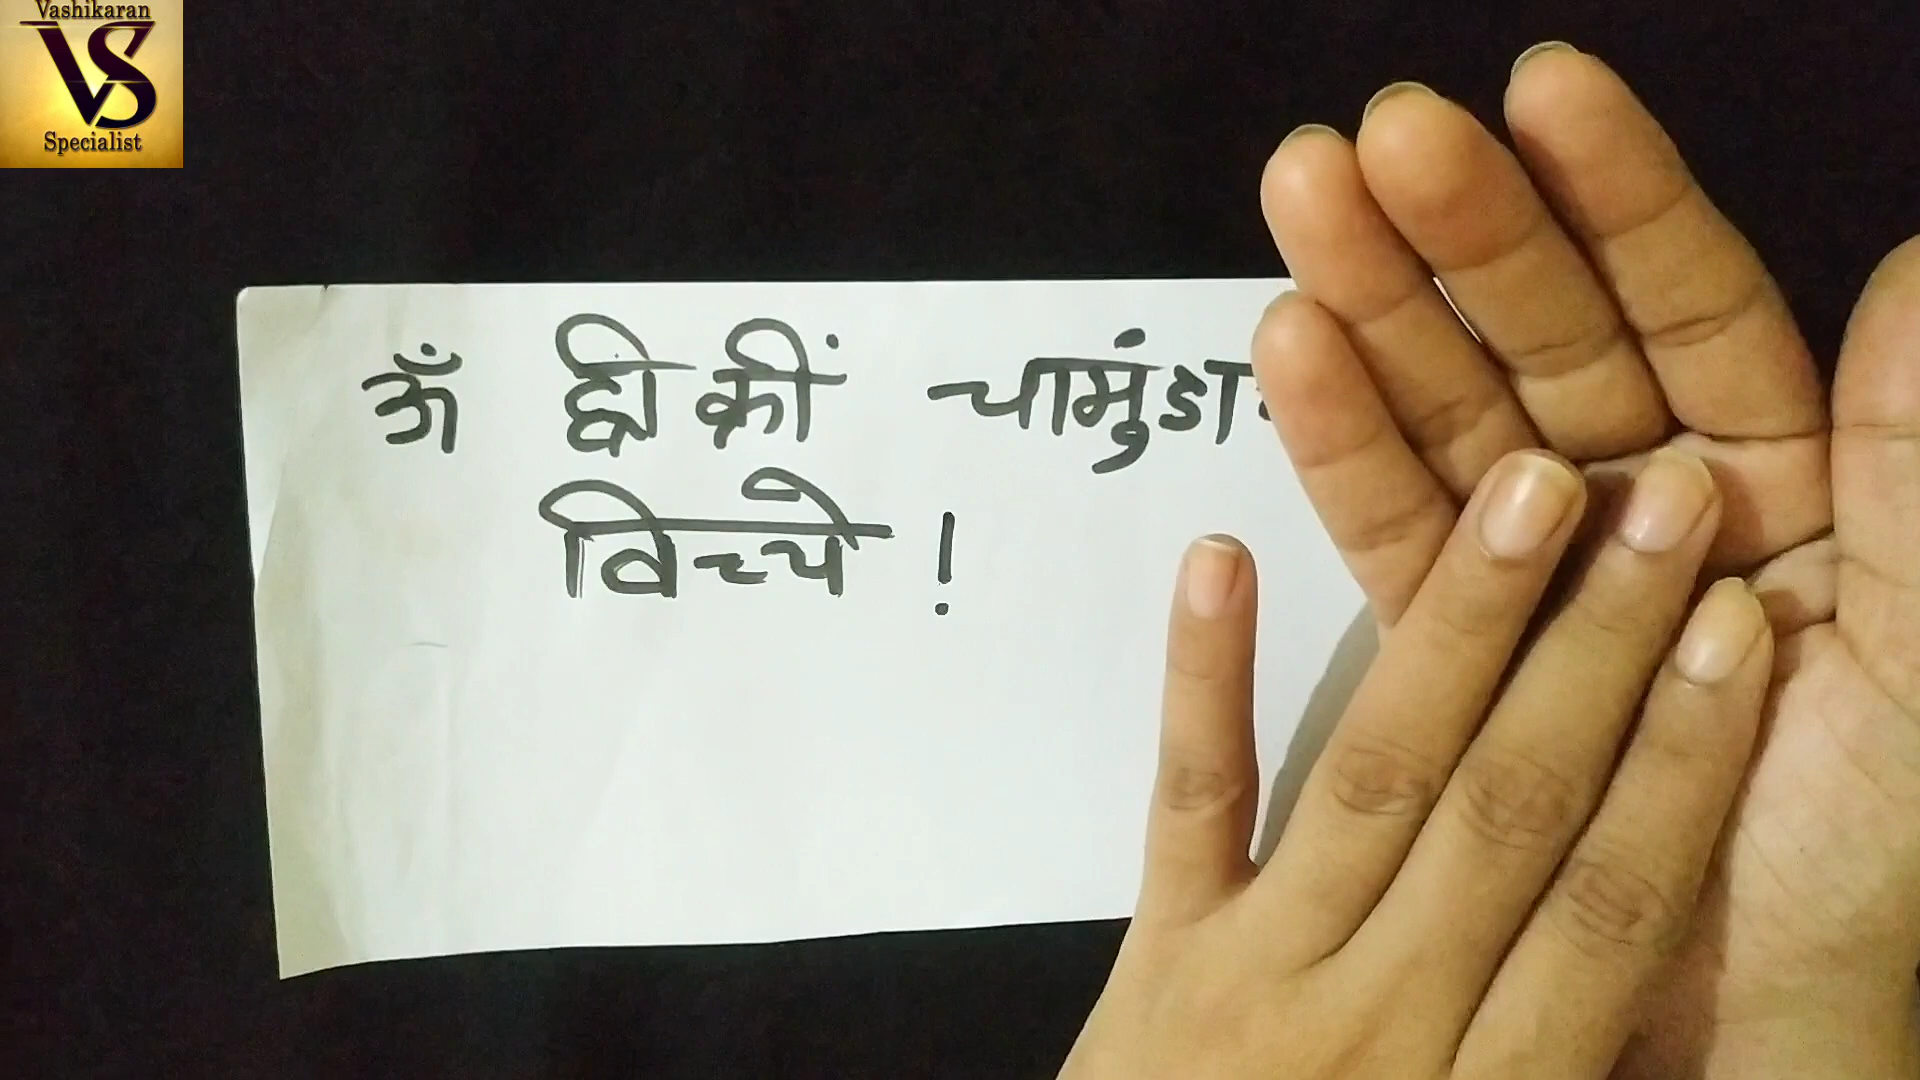 Vashikaran
VS
Specialist
ॐ ह्रीं क्रीं चामुंडा
विच्चे !